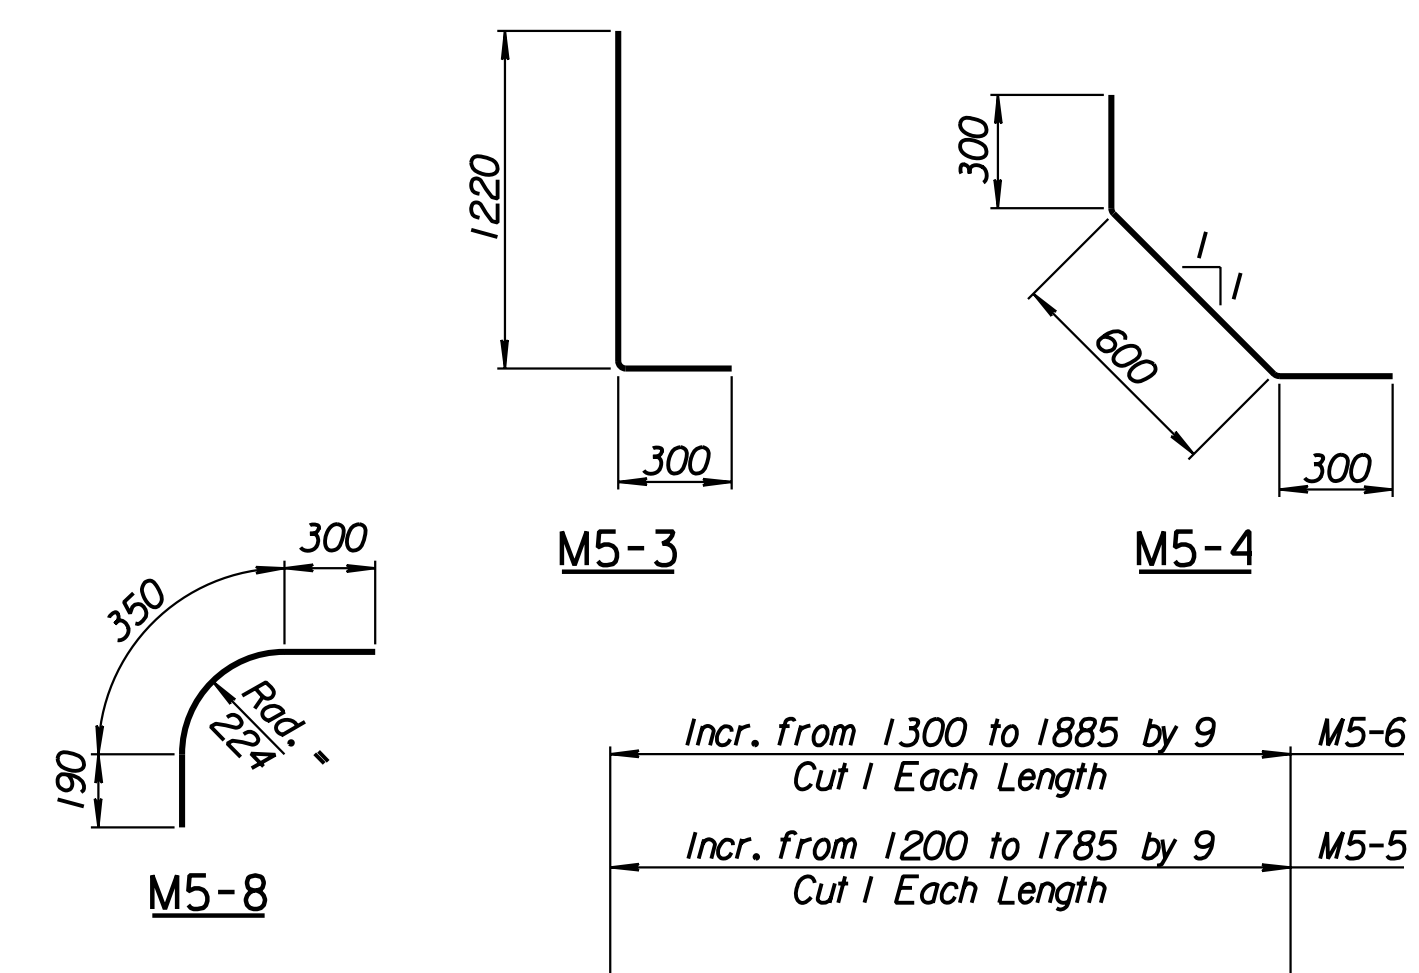 1220
300
M5-3
300
1
1
600
300
M5-4
300
350
190
Rad. =
224
M5-8
Incr. from 1300 to 1885 by 9 M5-6
Cut 1 Each Length
Incr. from 1200 to 1785 by 9 M5-5
Cut 1 Each Length